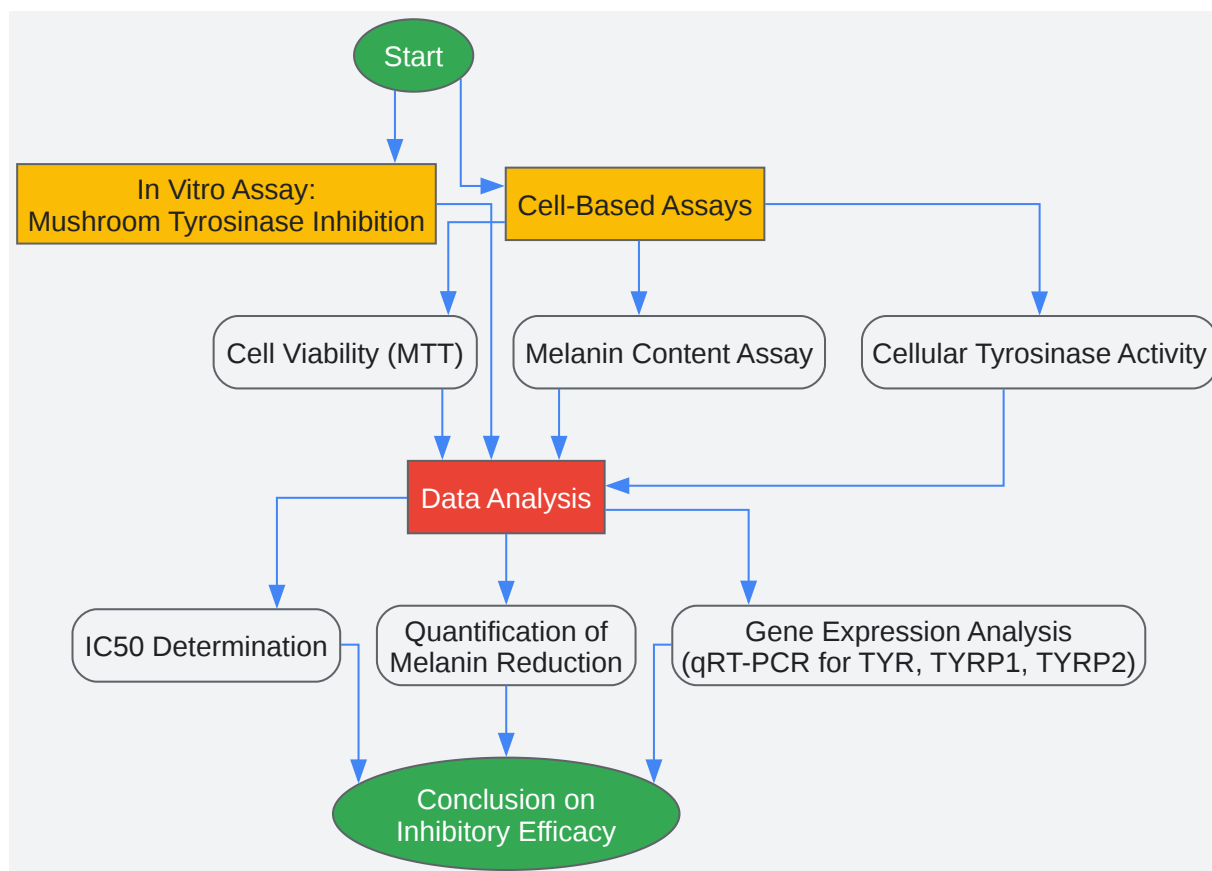 Start
In Vitro Assay:
Mushroom Tyrosinase Inhibition
Cell-Based Assays
Cell Viability (MTT)
Melanin Content Assay
Cellular Tyrosinase Activity
Data Analysis
IC50 Determination
Quantification of
Melanin Reduction
Gene Expression Analysis
(qRT-PCR for TYR, TYRP1, TYRP2)
Conclusion on
Inhibitory Efficacy